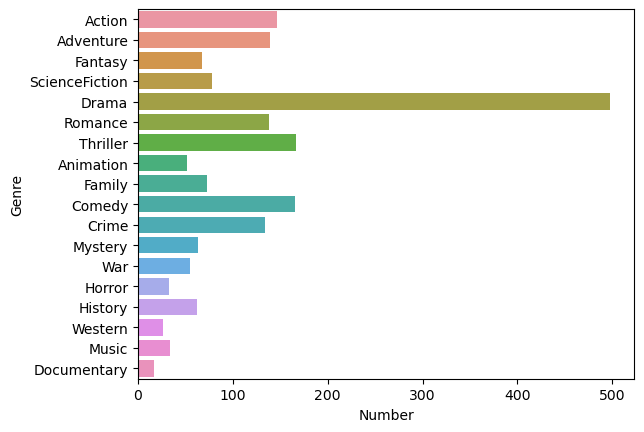 Action
Adventure
Fantasy
ScienceFiction
Drama
Romance
Thriller
Animation
Family
Comedy
Crime
Mystery
War
Horror
History
Western
Music
Documentary
Genre
0 100 200 300 400 500
Number